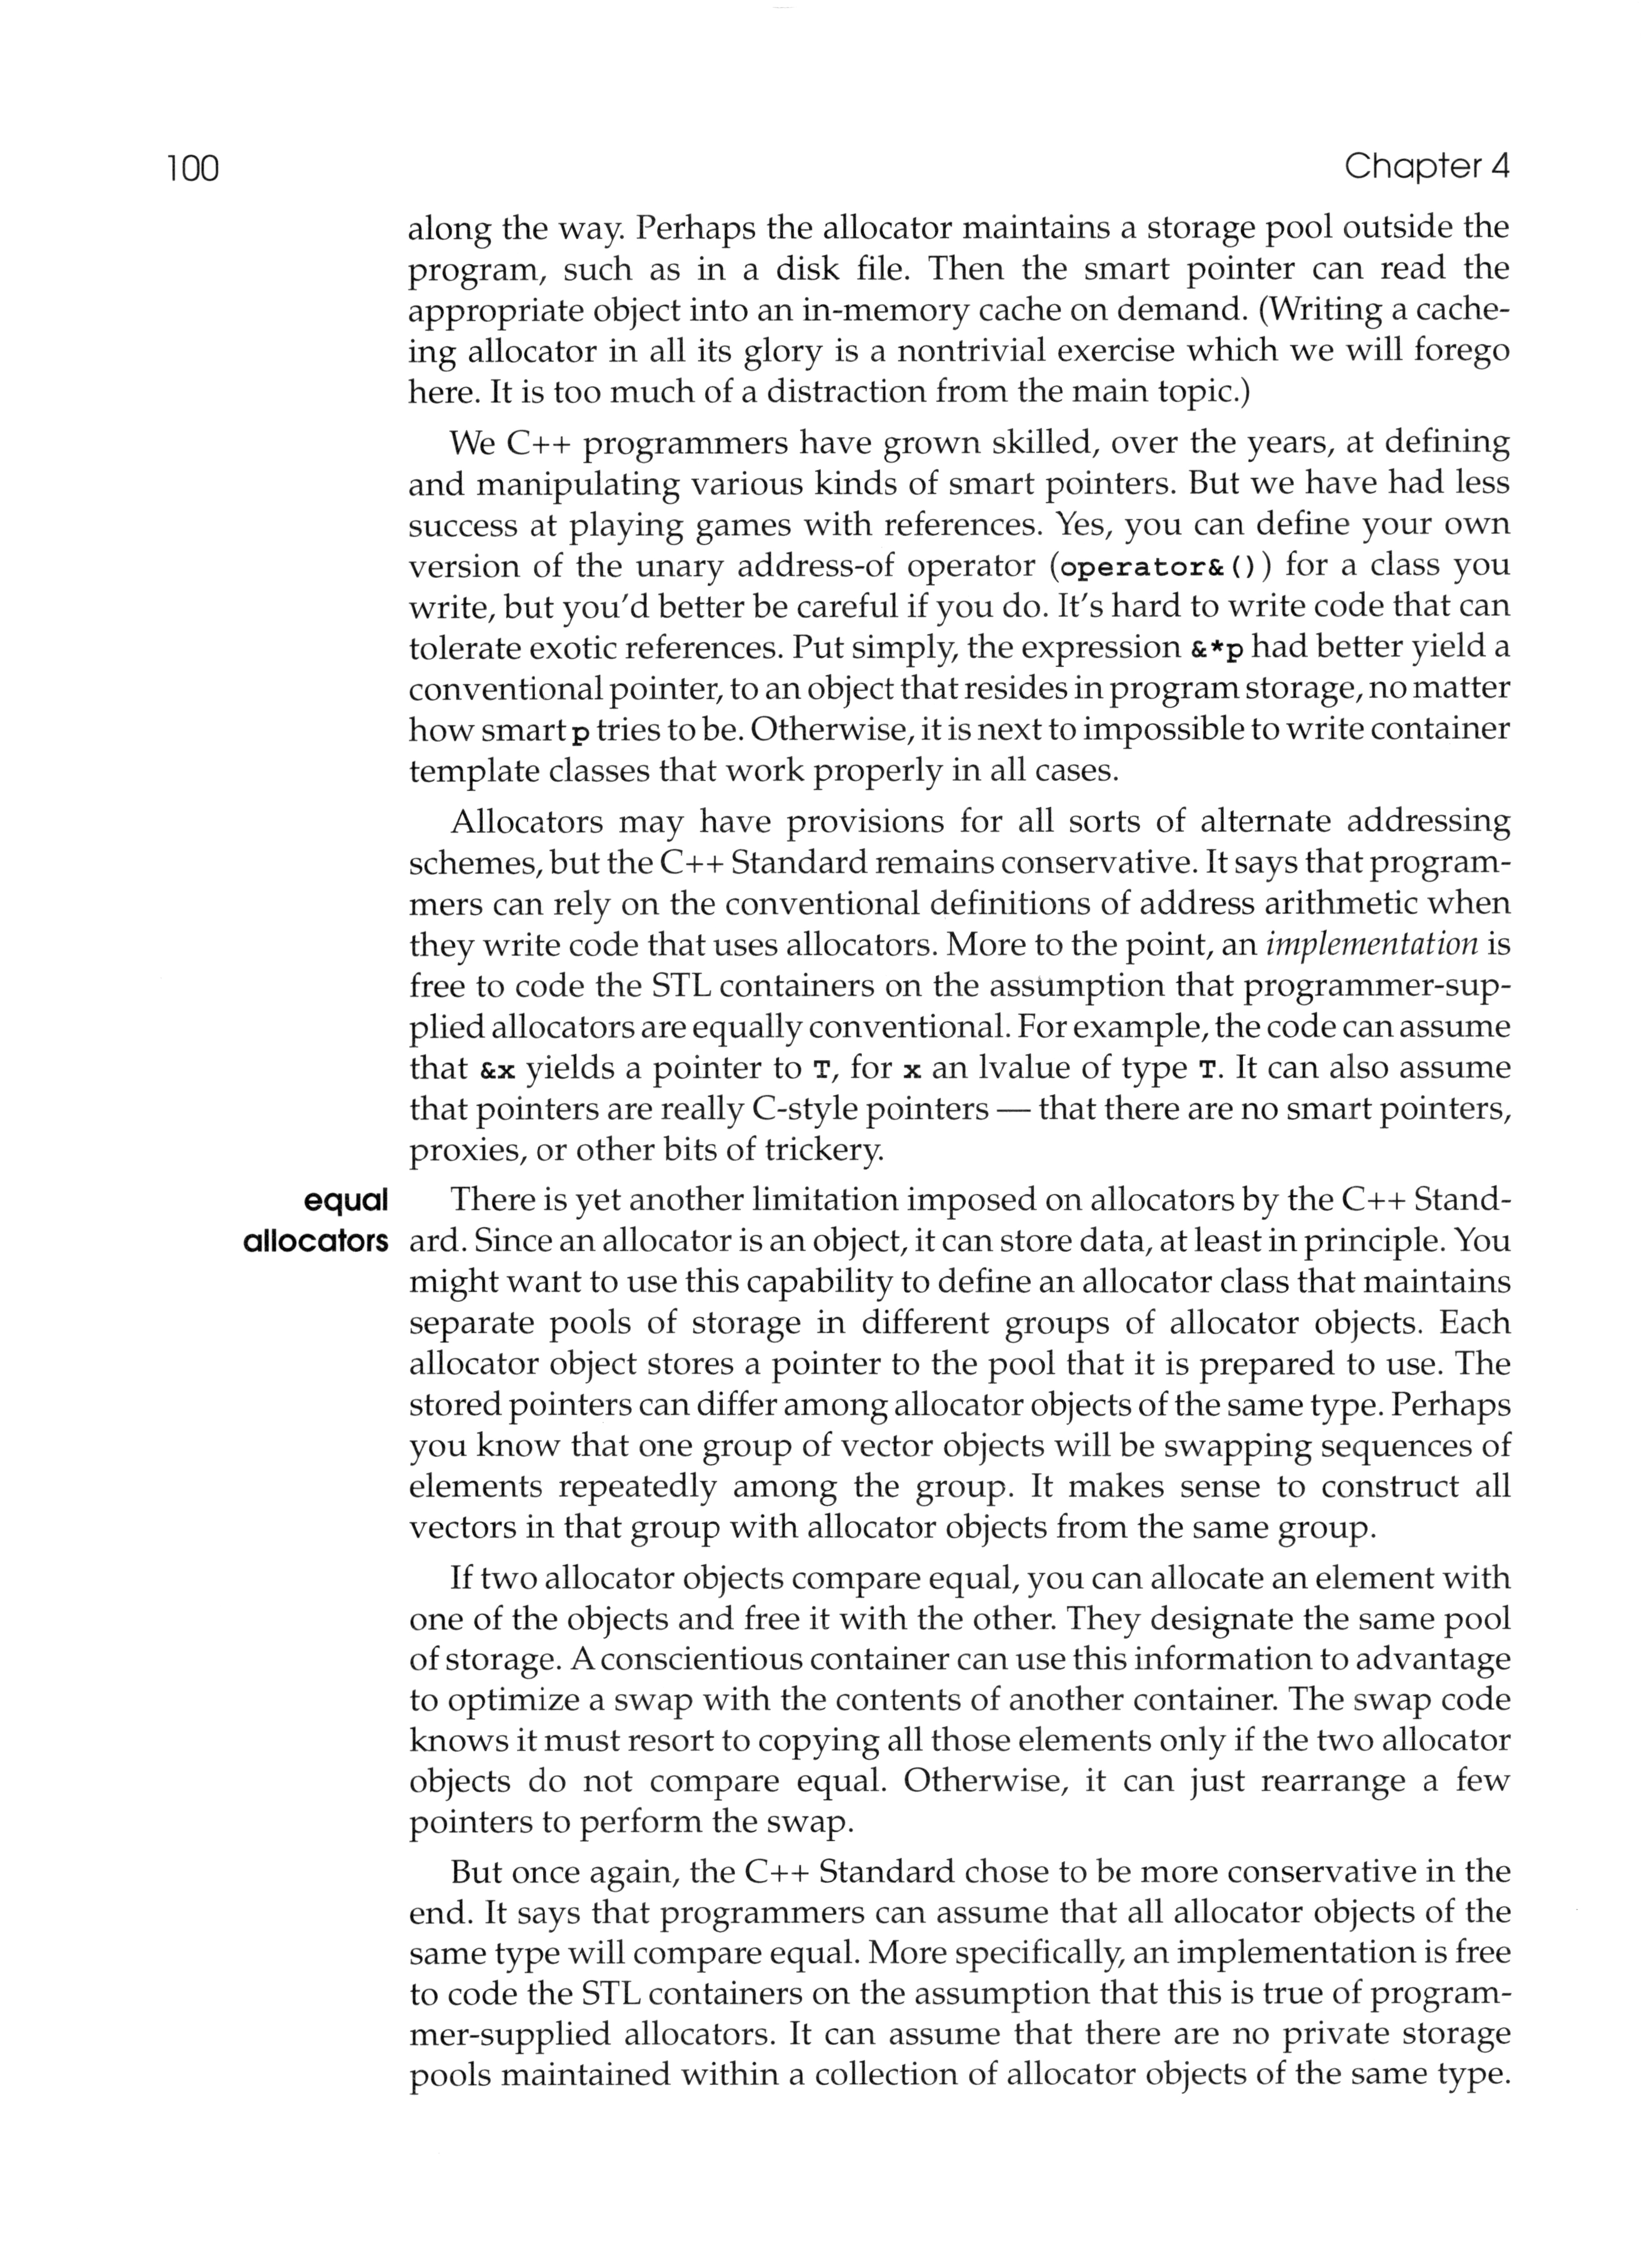 100
Chapter 4
along the way. Perhaps the allocator maintains a storage pool outside the
program, such as in a disk file. Then the smart pointer can read the
appropriate object into an in-memory cache on demand. (Writing a cache-
ing allocator in all its glory is a nontrivial exercise which we will forego
here. It is too much of a distraction from the main topic.)
We C++ programmers have grown skilled, over the years, at defining
and manipulating various kinds of smart pointers. But we have had less
success at playing games with references. Yes, you can define your own
version of the unary address-of operator (operator&()) for a class you
write, but you'd better be careful if you do. It's hard to write code that can
tolerate exotic references. Put simply, the expression &*p had better yield a
conventional pointer, to an object that resides in program storage, no matter
how smart p tries to be. Otherwise, it is next to impossible to write container
template classes that work properly in all cases.
Allocators may have provisions for all sorts of alternate addressing
schemes, but the C++ Standard remains conservative. It says that program-
mers can rely on the conventional definitions of address arithmetic when
they write code that uses allocators. More to the point, an implementation is
free to code the STL containers on the assumption that programmer-sup-
plied allocators are equally conventional. For example, the code can assume
that &x yields a pointer to T, for x an lvalue of type T. It can also assume
that pointers are really C-style pointers — that there are no smart pointers,
proxies, or other bits of trickery.
equal
allocators
There is yet another limitation imposed on allocators by the C++ Stand-
ard. Since an allocator is an object, it can store data, at least in principle. You
might want to use this capability to define an allocator class that maintains
separate pools of storage in different groups of allocator objects. Each
allocator object stores a pointer to the pool that it is prepared to use. The
stored pointers can differ among allocator objects of the same type. Perhaps
you know that one group of vector objects will be swapping sequences of
elements repeatedly among the group. It makes sense to construct all
vectors in that group with allocator objects from the same group.
If two allocator objects compare equal, you can allocate an element with
one of the objects and free it with the other. They designate the same pool
of storage. A conscientious container can use this information to advantage
to optimize a swap with the contents of another container. The swap code
knows it must resort to copying all those elements only if the two allocator
objects do not compare equal. Otherwise, it can just rearrange a few
pointers to perform the swap.
But once again, the C++ Standard chose to be more conservative in the
end. It says that programmers can assume that all allocator objects of the
same type will compare equal. More specifically, an implementation is free
to code the STL containers on the assumption that this is true of program-
mer-supplied allocators. It can assume that there are no private storage
pools maintained within a collection of allocator objects of the same type.